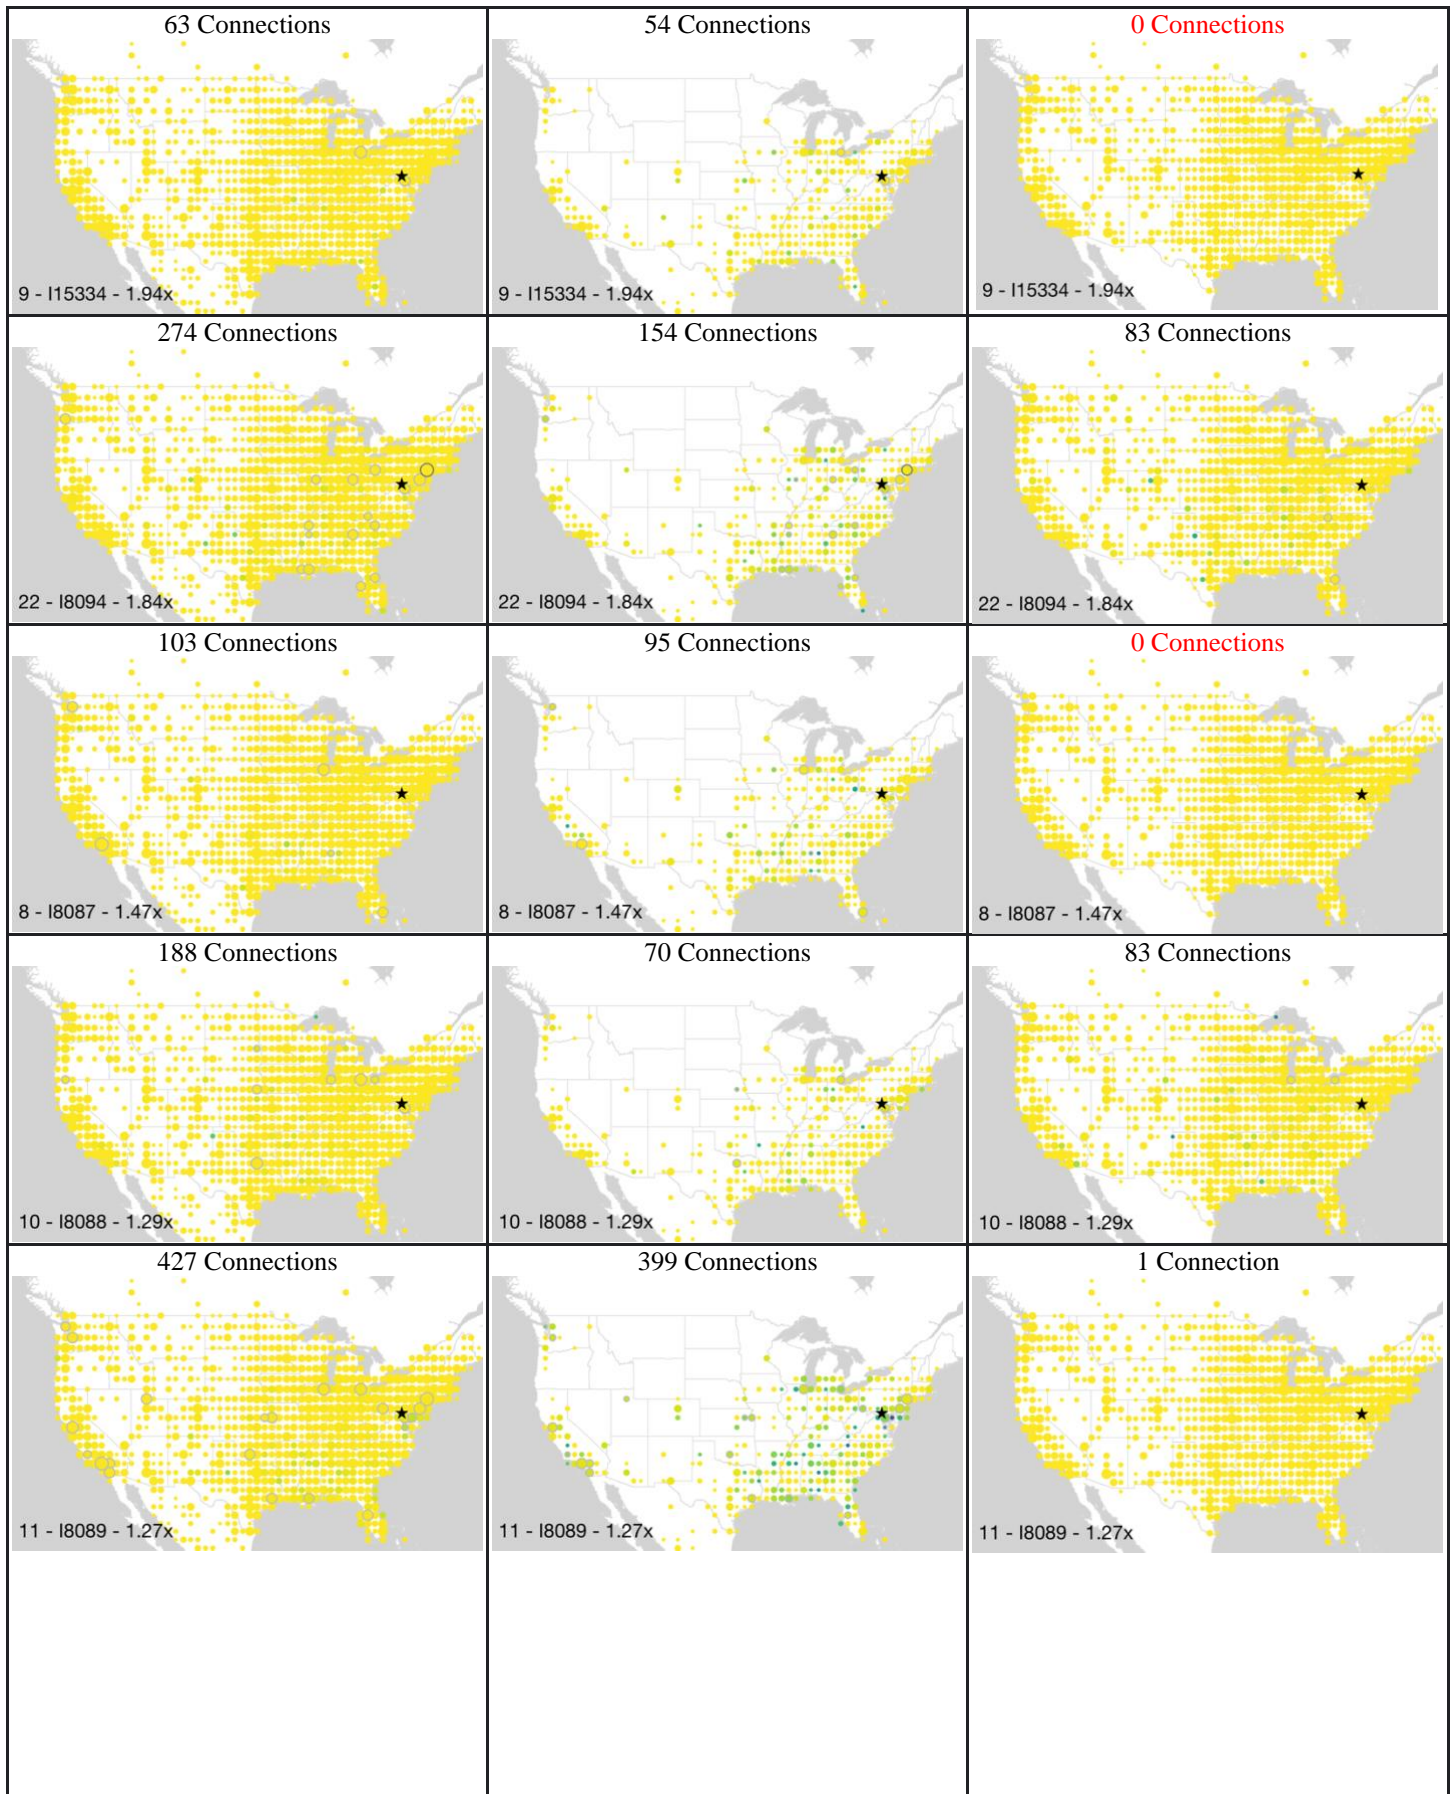 63 Connections
54 Connections
0 Connections
9 - I15334 - 1.94x
9 - I15334 - 1.94x
9 - I15334 - 1.94x
274 Connections
154 Connections
83 Connections
22 - I8094 - 1.84x
22 - I8094 - 1.84x
22 - I8094 - 1.84x
103 Connections
95 Connections
0 Connections
8 - I8087 - 1.47x
8 - I8087 - 1.47x
8 - I8087 - 1.47x
188 Connections
70 Connections
83 Connections
10 - I8088 - 1.29x
10 - I8088 - 1.29x
10 - I8088 - 1.29x
427 Connections
399 Connections
1 Connection
11 - I8089 - 1.27x
11 - I8089 - 1.27x
11 - I8089 - 1.27x